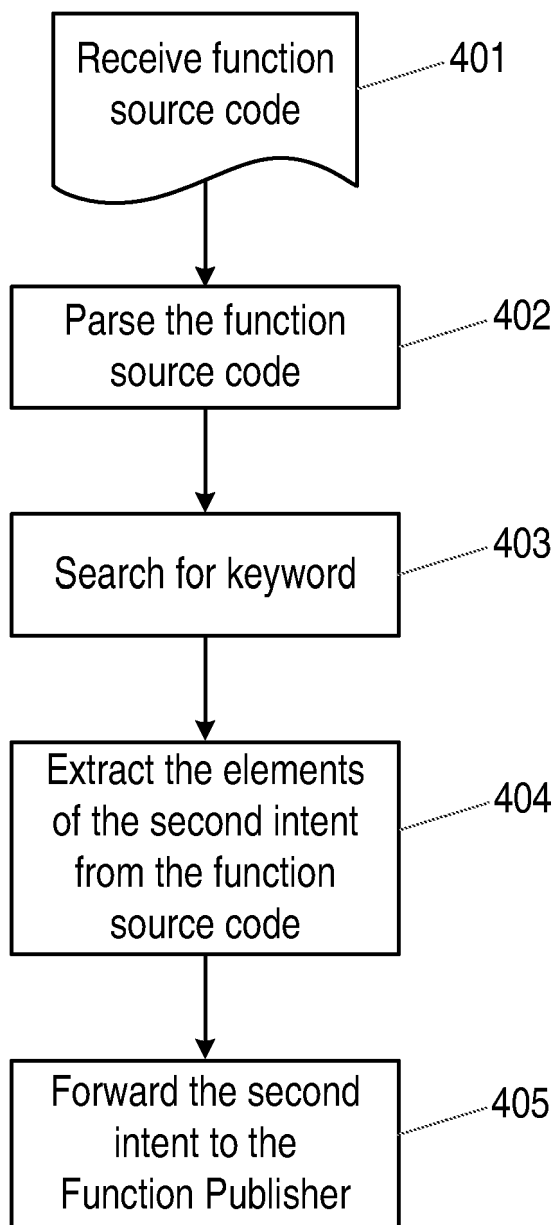 Receive function
source code
401
Parse the function
source code
402
Search for keyword
403
Extract the elements
of the second intent
from the function
source code
404
Forward the second
intent to the
Function Publisher
405